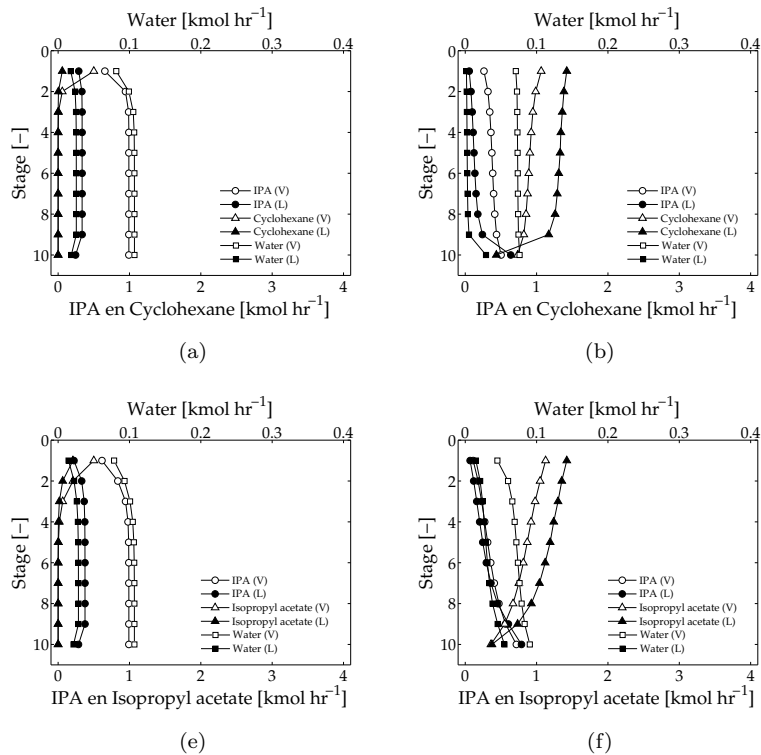 Water [kmol hr⁻¹]
0 0.1 0.2 0.3 0.4
0
2
4
6
8
10
Stage [−]
IPA (V)
IPA (L)
Cyclohexane (V)
Cyclohexane (L)
Water (V)
Water (L)
0 1 2 3 4
IPA en Cyclohexane [kmol hr⁻¹]
(a)
Water [kmol hr⁻¹]
0 0.1 0.2 0.3 0.4
0
2
4
6
8
10
Stage [−]
IPA (V)
IPA (L)
Cyclohexane (V)
Cyclohexane (L)
Water (V)
Water (L)
0 1 2 3 4
IPA en Cyclohexane [kmol hr⁻¹]
(b)
Water [kmol hr⁻¹]
0 0.1 0.2 0.3 0.4
0
2
4
6
8
10
Stage [−]
IPA (V)
IPA (L)
Isopropyl acetate (V)
Isopropyl acetate (L)
Water (V)
Water (L)
0 1 2 3 4
IPA en Isopropyl acetate [kmol hr⁻¹]
(e)
Water [kmol hr⁻¹]
0 0.1 0.2 0.3 0.4
0
2
4
6
8
10
Stage [−]
IPA (V)
IPA (L)
Isopropyl acetate (V)
Isopropyl acetate (L)
Water (V)
Water (L)
0 1 2 3 4
IPA en Isopropyl acetate [kmol hr⁻¹]
(f)